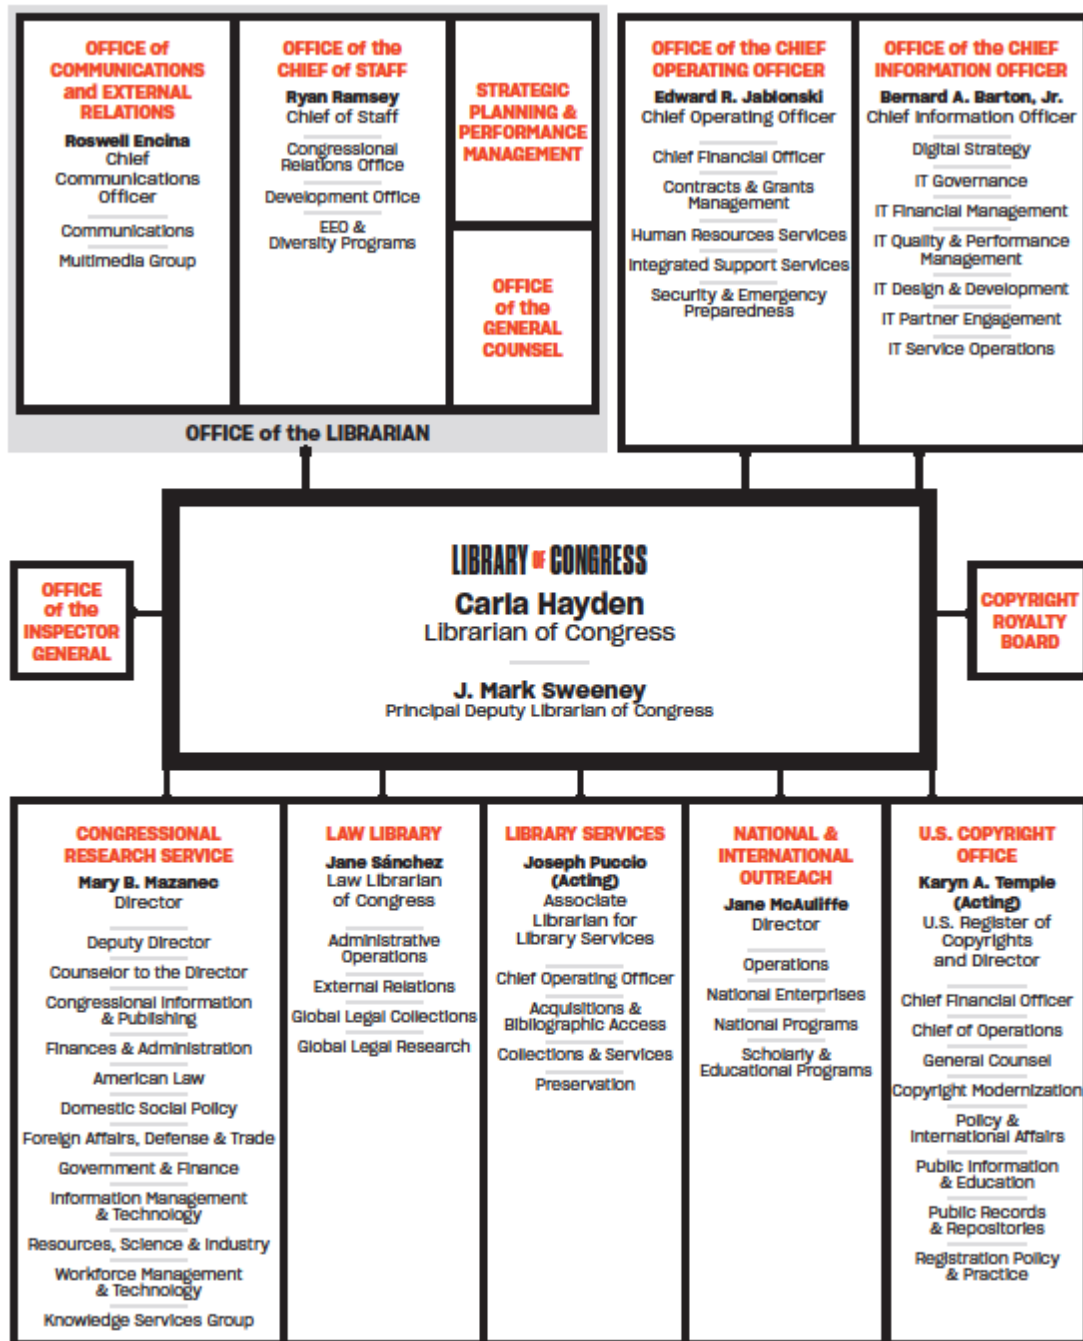 OFFICE of
COMMUNICATIONS
and EXTERNAL
RELATIONS
Roswell Encina
Chief
Communications
Officer
Communications
Multimedia Group
OFFICE of the
CHIEF of STAFF
Ryan Ramsey
Chief of Staff
Congressional
Relations Office
Development Office
EEO &
Diversity Programs
STRATEGIC
PLANNING &
PERFORMANCE
MANAGEMENT
OFFICE
of the
GENERAL
COUNSEL
OFFICE of the LIBRARIAN
OFFICE of the CHIEF
OPERATING OFFICER
Edward R. Jablonski
Chief Operating Officer
Chief Financial Officer
Contracts & Grants
Management
Human Resources Services
Integrated Support Services
Security & Emergency
Preparedness
OFFICE of the CHIEF
INFORMATION OFFICER
Bernard A. Barton, Jr.
Chief Information Officer
Digital Strategy
IT Governance
IT Financial Management
IT Quality & Performance
Management
IT Design & Development
IT Partner Engagement
IT Service Operations
OFFICE
of the
INSPECTOR
GENERAL
LIBRARY OF CONGRESS
Carla Hayden
Librarian of Congress
J. Mark Sweeney
Principal Deputy Librarian of Congress
COPYRIGHT
ROYALTY
BOARD
CONGRESSIONAL
RESEARCH SERVICE
Mary B. Mazanec
Director
Deputy Director
Counselor to the Director
Congressional Information
& Publishing
Finances & Administration
American Law
Domestic Social Policy
Foreign Affairs, Defense & Trade
Government & Finance
Information Management
& Technology
Resources, Science & Industry
Workforce Management
& Technology
Knowledge Services Group
LAW LIBRARY
Jane Sánchez
Law Librarian
of Congress
Administrative
Operations
External Relations
Global Legal Collections
Global Legal Research
LIBRARY SERVICES
Joseph Puccio
(Acting)
Associate
Librarian for
Library Services
Chief Operating Officer
Acquisitions &
Bibliographic Access
Collections & Services
Preservation
NATIONAL &
INTERNATIONAL
OUTREACH
Jane McAuliffe
Director
Operations
National Enterprises
National Programs
Scholarly &
Educational Programs
U.S. COPYRIGHT
OFFICE
Karyn A. Temple
(Acting)
U.S. Register of
Copyrights
and Director
Chief Financial Officer
Chief of Operations
General Counsel
Copyright Modernization
Policy &
International Affairs
Public Information
& Education
Public Records
& Repositories
Registration Policy
& Practice